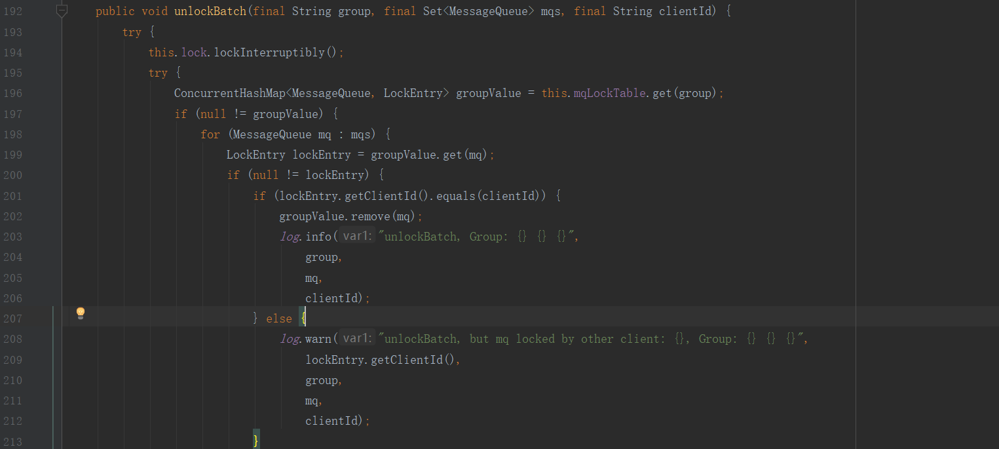 192 public void unlockBatch(final String group, final Set<MessageQueue> mqs, final String clientId) {
193 try {
194 this.lock.lockInterruptibly();
195 try {
196 ConcurrentHashMap<MessageQueue, LockEntry> groupValue = this.mqLockTable.get(group);
197 if (null != groupValue) {
198 for (MessageQueue mq : mqs) {
199 LockEntry lockEntry = groupValue.get(mq);
200 if (null != lockEntry) {
201 if (lockEntry.getClientId().equals(clientId)) {
202 groupValue.remove(mq);
203 log.info( var1: "unlockBatch, Group: {} {} {}",
204 group,
205 mq,
206 clientId);
207 } else {
208 log.warn( var1: "unlockBatch, but mq locked by other client: {}, Group: {} {} {}",
209 lockEntry.getClientId(),
210 group,
211 mq,
212 clientId);
213 }